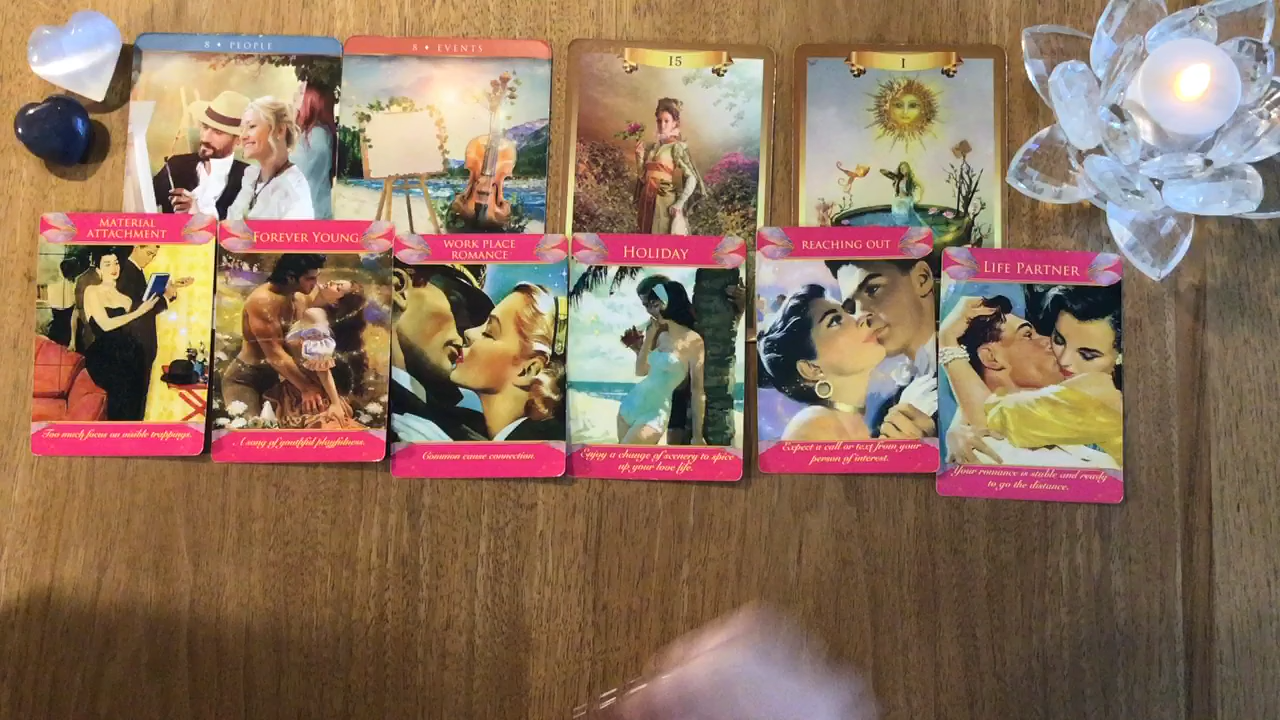 8 • PEOPLE
8 • EVENTS
15
I
MATERIAL
ATTACHMENT
Too much focus on visible trappings.
FOREVER YOUNG
A song of youthful playfulness.
WORK PLACE
ROMANCE
Common cause connection.
HOLIDAY
Enjoy a change of scenery to spice
up your love life.
REACHING OUT
Expect a call or text from your
person of interest.
LIFE PARTNER
Your romance is stable and ready
to go the distance.